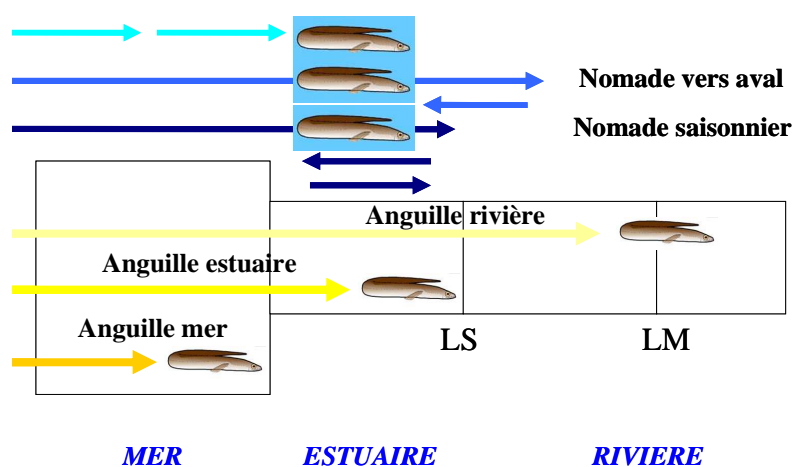 Nomade vers aval
Nomade saisonnier
Anguille rivière
Anguille estuaire
Anguille mer
LS LM
MER ESTUAIRE RIVIERE